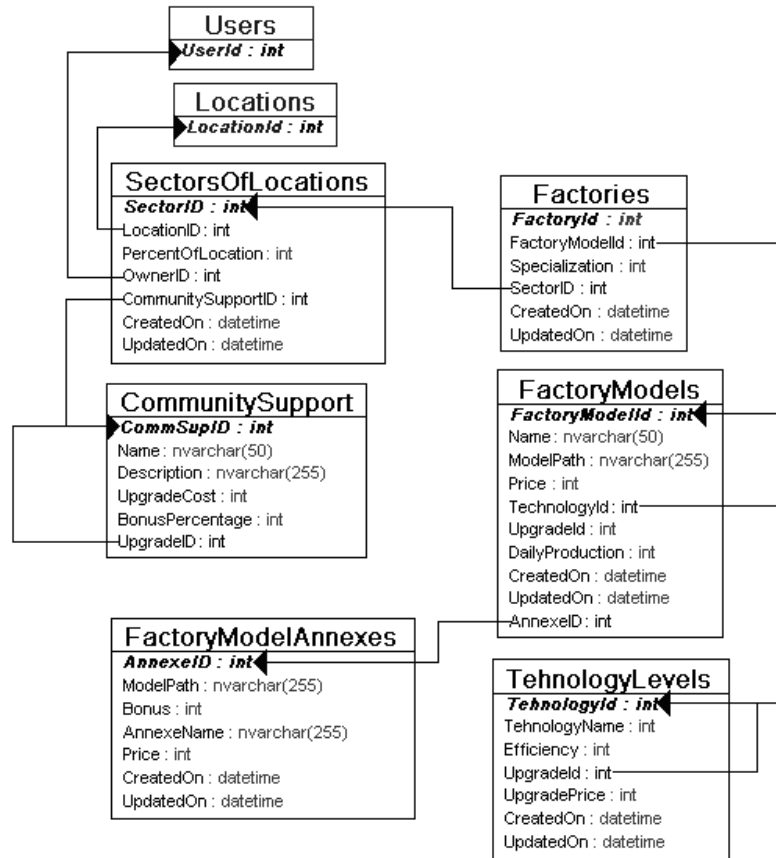 Users
UserId : int
Locations
LocationId : int
SectorsOfLocations
SectorID : int
LocationID : int
PercentOfLocation : int
OwnerID : int
CommunitySupportID : int
CreatedOn : datetime
UpdatedOn : datetime
Factories
FactoryId : int
FactoryModelId : int
Specialization : int
SectorID : int
CreatedOn : datetime
UpdatedOn : datetime
CommunitySupport
CommSupID : int
Name : nvarchar(50)
Description : nvarchar(255)
UpgradeCost : int
BonusPercentage : int
UpgradeID : int
FactoryModels
FactoryModelId : int
Name : nvarchar(50)
ModelPath : nvarchar(255)
Price : int
TechnologyId : int
UpgradeId : int
DailyProduction : int
CreatedOn : datetime
UpdatedOn : datetime
AnnexeID : int
FactoryModelAnnexes
AnnexeID : int
ModelPath : nvarchar(255)
Bonus : int
AnnexeName : nvarchar(255)
Price : int
CreatedOn : datetime
UpdatedOn : datetime
TehnologyLevels
TehnologyId : int
TehnologyName : int
Efficiency : int
UpgradeId : int
UpgradePrice : int
CreatedOn : datetime
UpdatedOn : datetime